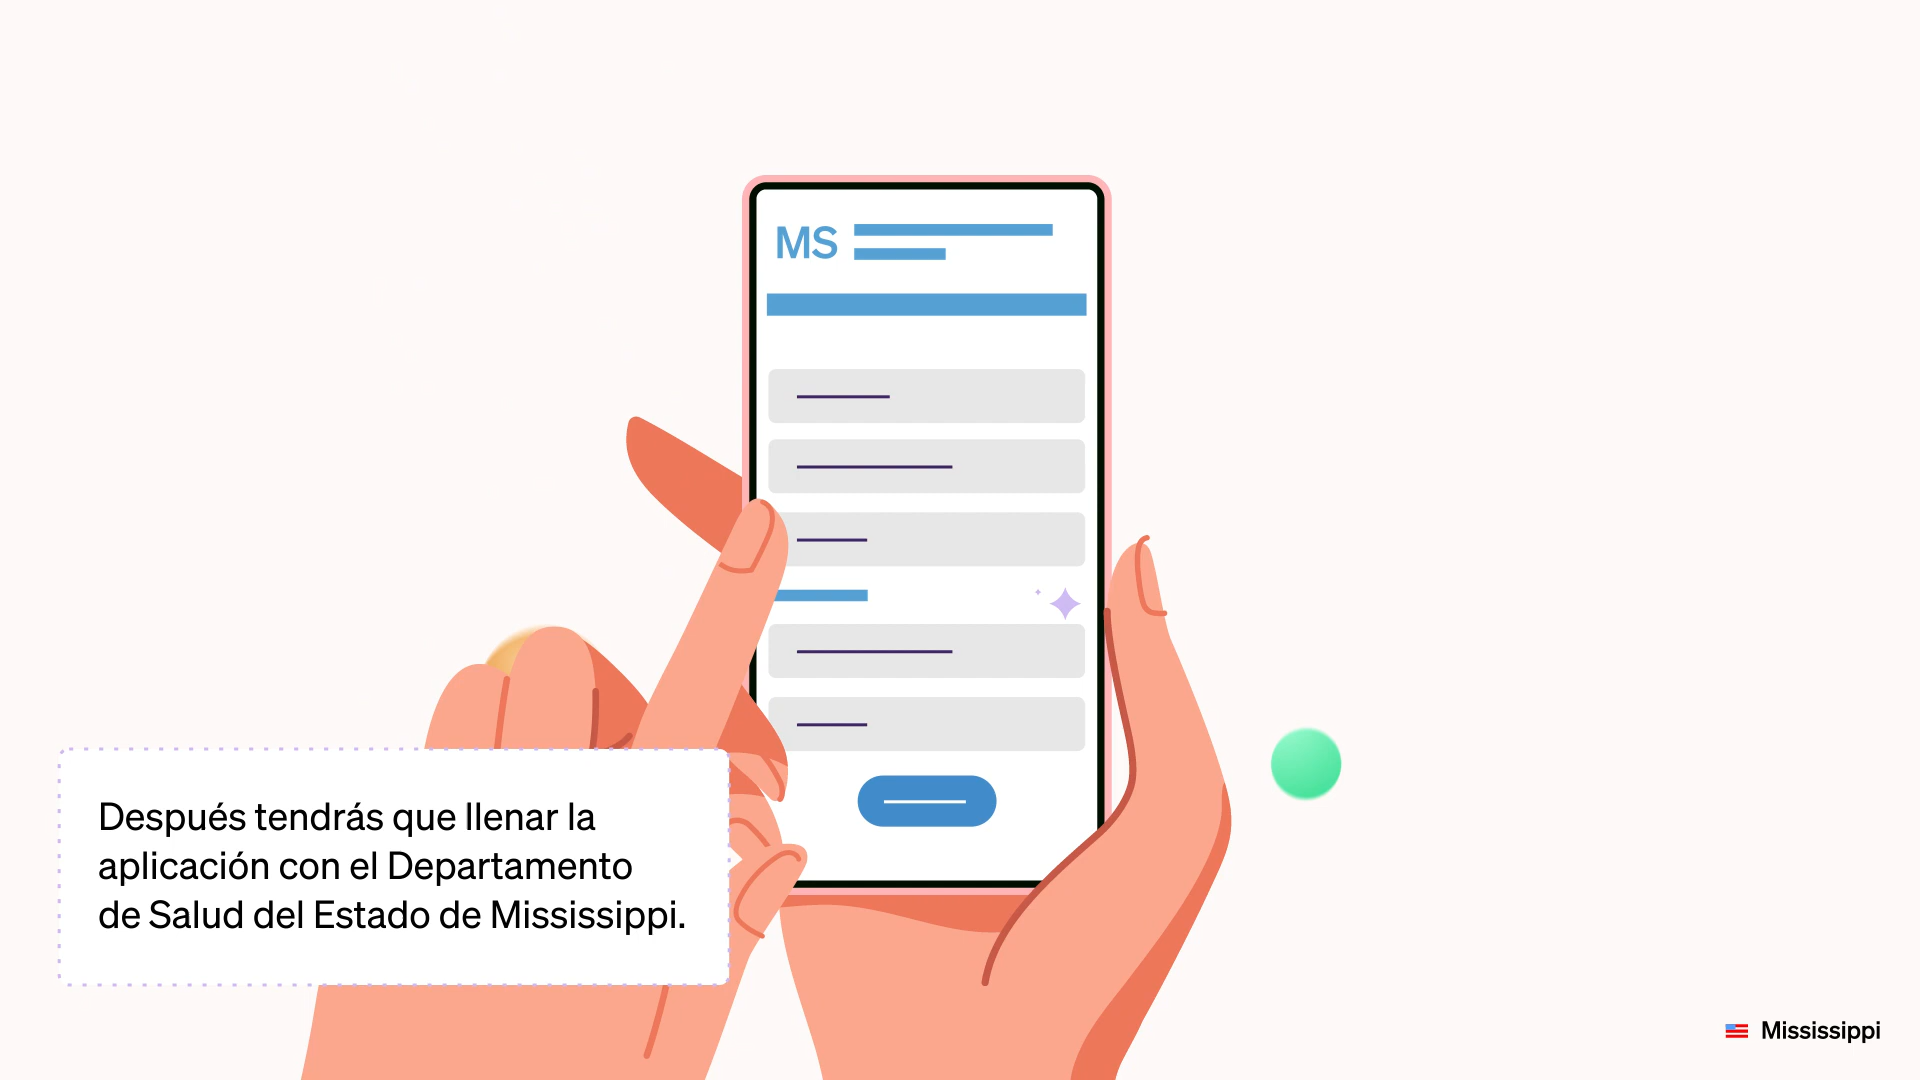 MS
Después tendrás que llenar la
aplicación con el Departamento
de Salud del Estado de Mississippi.
Mississippi